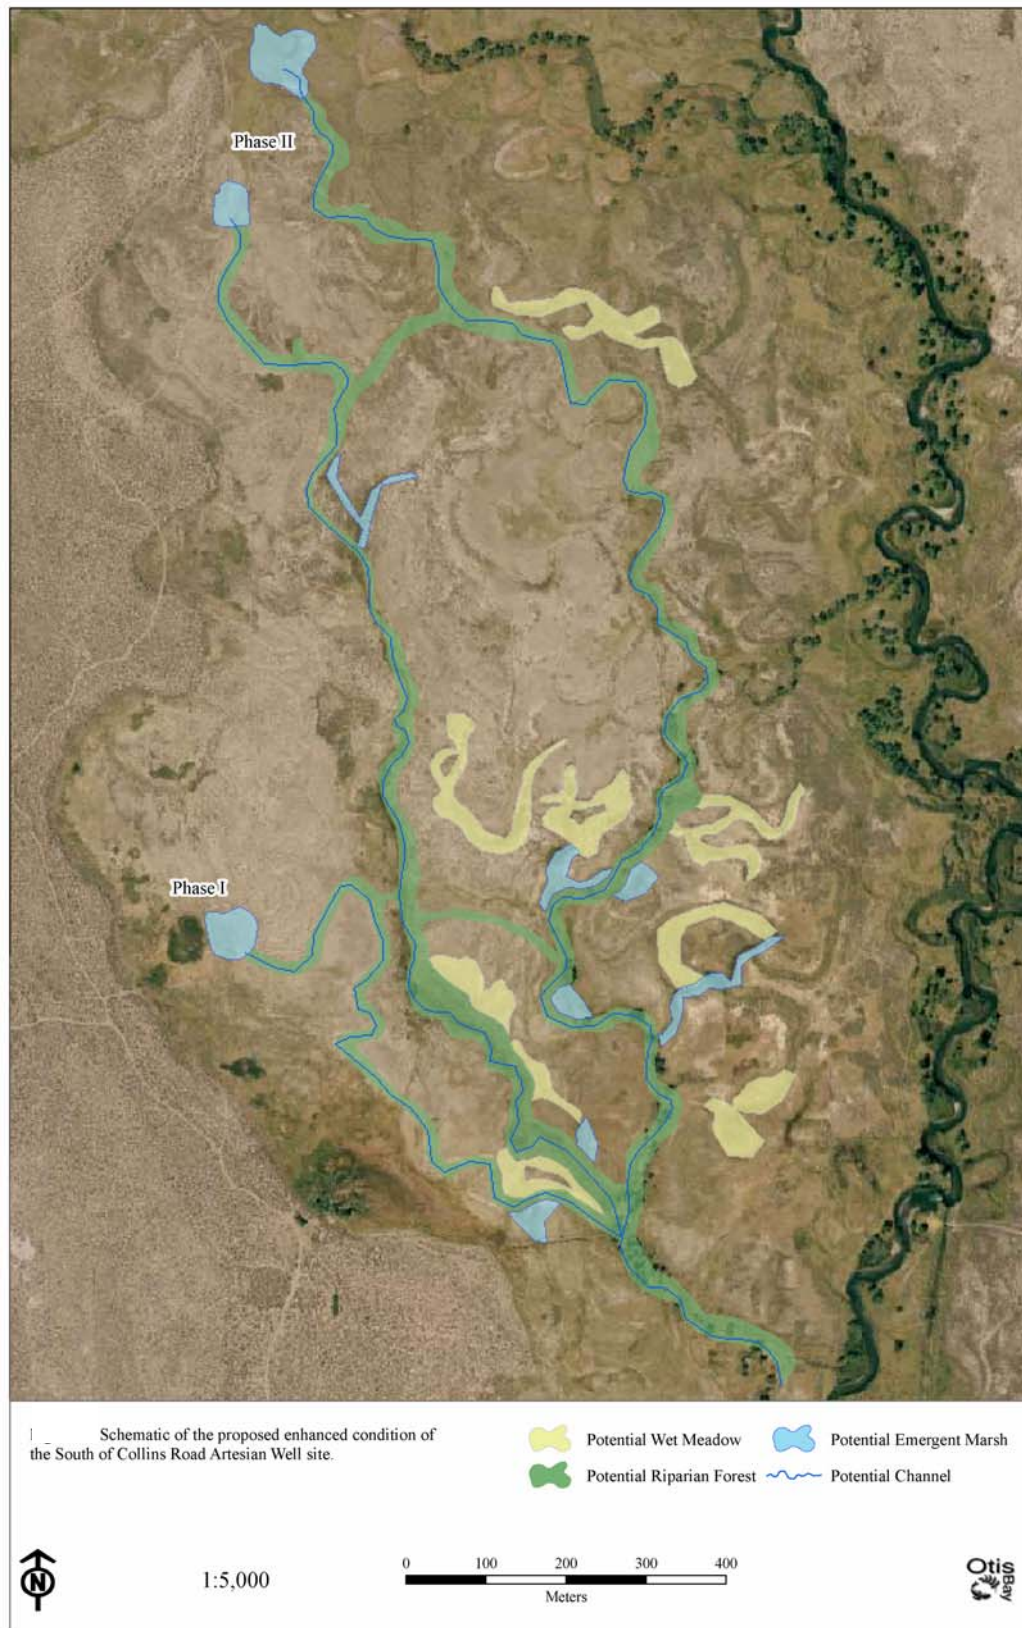 Phase II
Phase I
Schematic of the proposed enhanced condition of
the South of Collins Road Artesian Well site.
Potential Wet Meadow
Potential Emergent Marsh
Potential Riparian Forest
Potential Channel
N
1:5,000
0 100 200 300 400
Meters
Otis
Bay